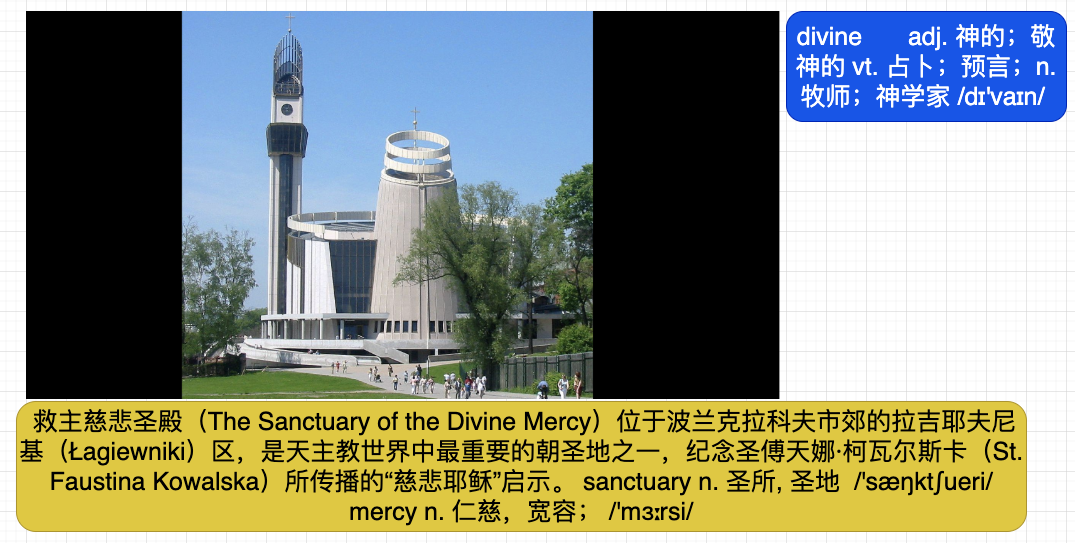 divine adj. 神的；敬
神的 vt. 占卜；预言；n.
牧师；神学家 /dɪ'vaɪn/
救主慈悲圣殿（The Sanctuary of the Divine Mercy）位于波兰克拉科夫市郊的拉吉耶夫尼
基（Łagiewniki）区，是天主教世界中最重要的朝圣地之一，纪念圣傅天娜·柯瓦尔斯卡（St.
Faustina Kowalska）所传播的“慈悲耶稣”启示。 sanctuary n. 圣所, 圣地 /'sæŋktʃueri/
mercy n. 仁慈，宽容； /'mɜːrsi/